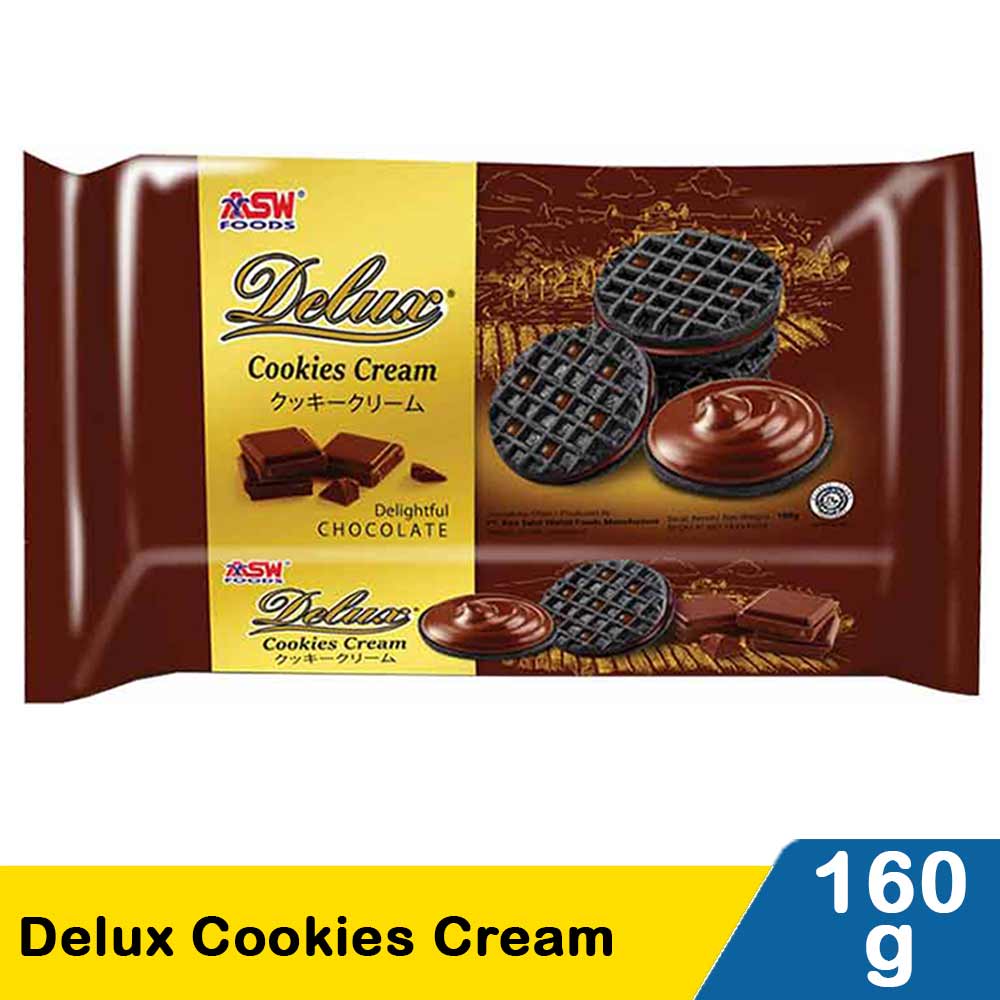 ASW®
FOODS
Delux®
Cookies Cream
クッキークリーム
Delightful
CHOCOLATE
ASW
FOODS
Delux
Cookies Cream
クッキークリーム
Delux Cookies Cream
160
g